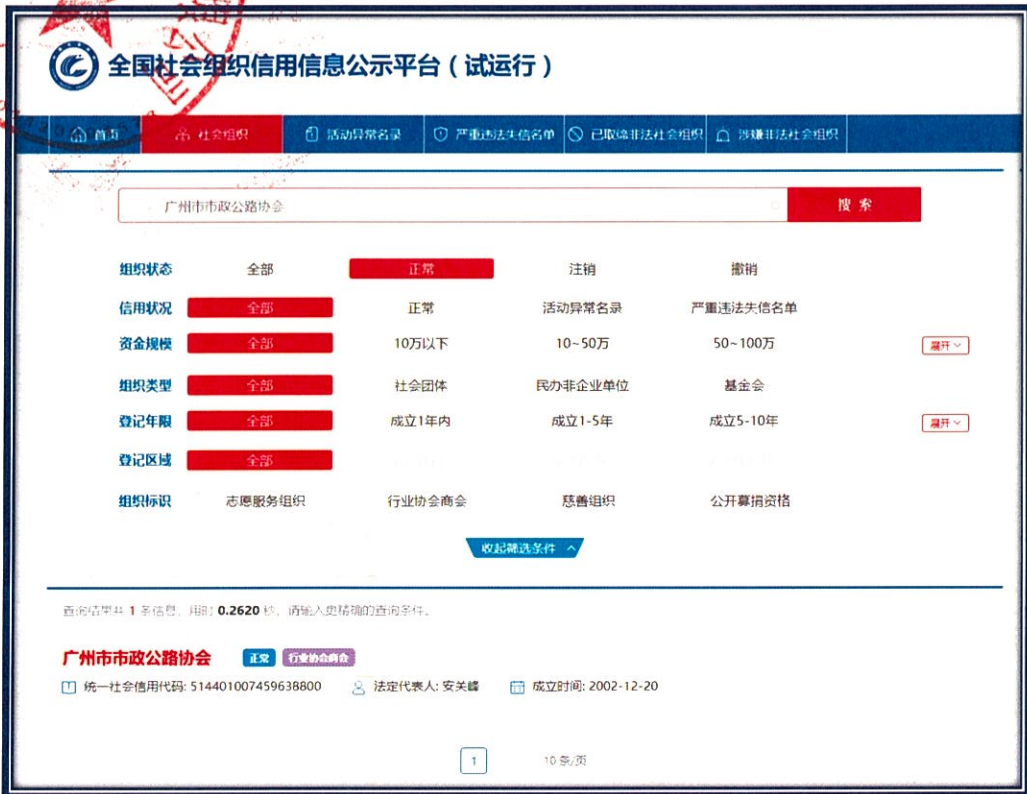 全国社会组织信用信息公示平台（试运行）
首页 社会组织 活动异常名录 严重违法失信名单 已取缔非法社会组织 涉嫌非法社会组织
广州市市政公路协会 搜索
组织状态 全部 正常 注销 撤销
信用状况 全部 正常 活动异常名录 严重违法失信名单
资金规模 全部 10万以下 10~50万 50~100万 展开
组织类型 全部 社会团体 民办非企业单位 基金会
登记年限 全部 成立1年内 成立1-5年 成立5-10年 展开
登记区域 全部
组织标识 志愿服务组织 行业协会商会 慈善组织 公开募捐资格
收起筛选条件
查询结果共 1 条信息，用时 0.2620 秒，请输入更精确的查询条件。
广州市市政公路协会 正常 行业协会商会
统一社会信用代码: 514401007459638800 法定代表人: 安关峰 成立时间: 2002-12-20
1 10 条/页